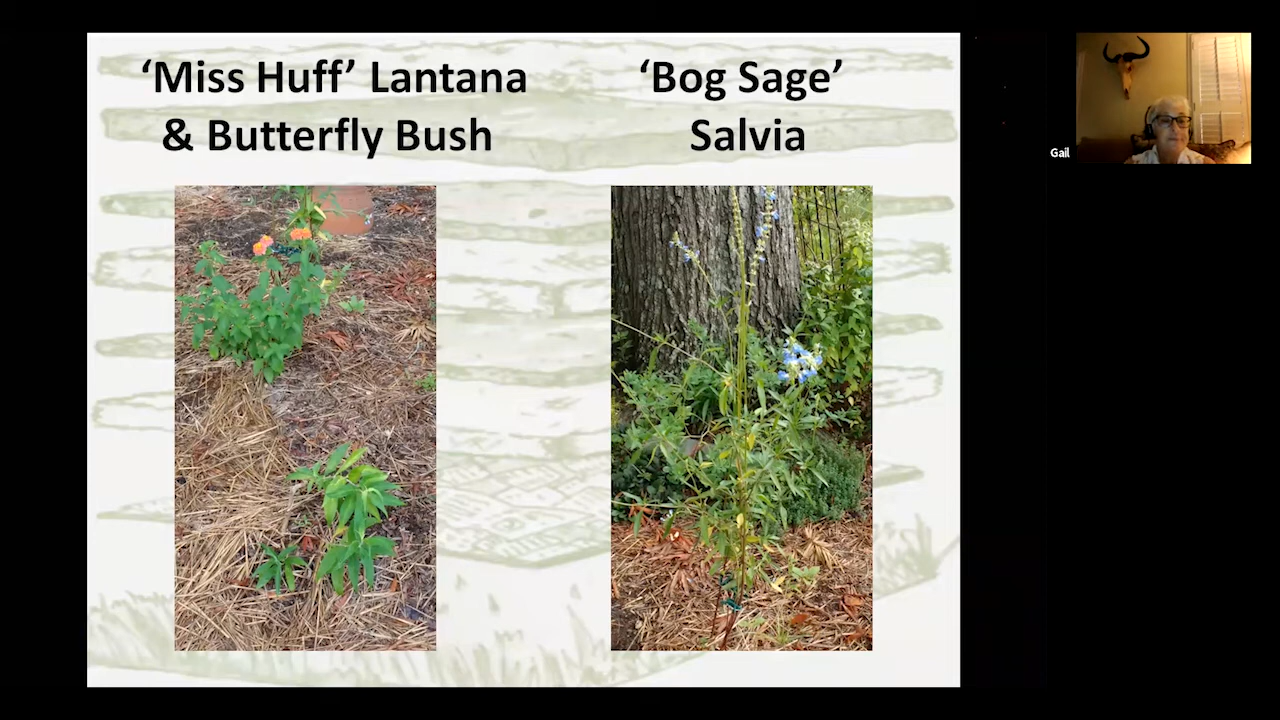 ‘Miss Huff’ Lantana
& Butterfly Bush
‘Bog Sage’
Salvia
Gail